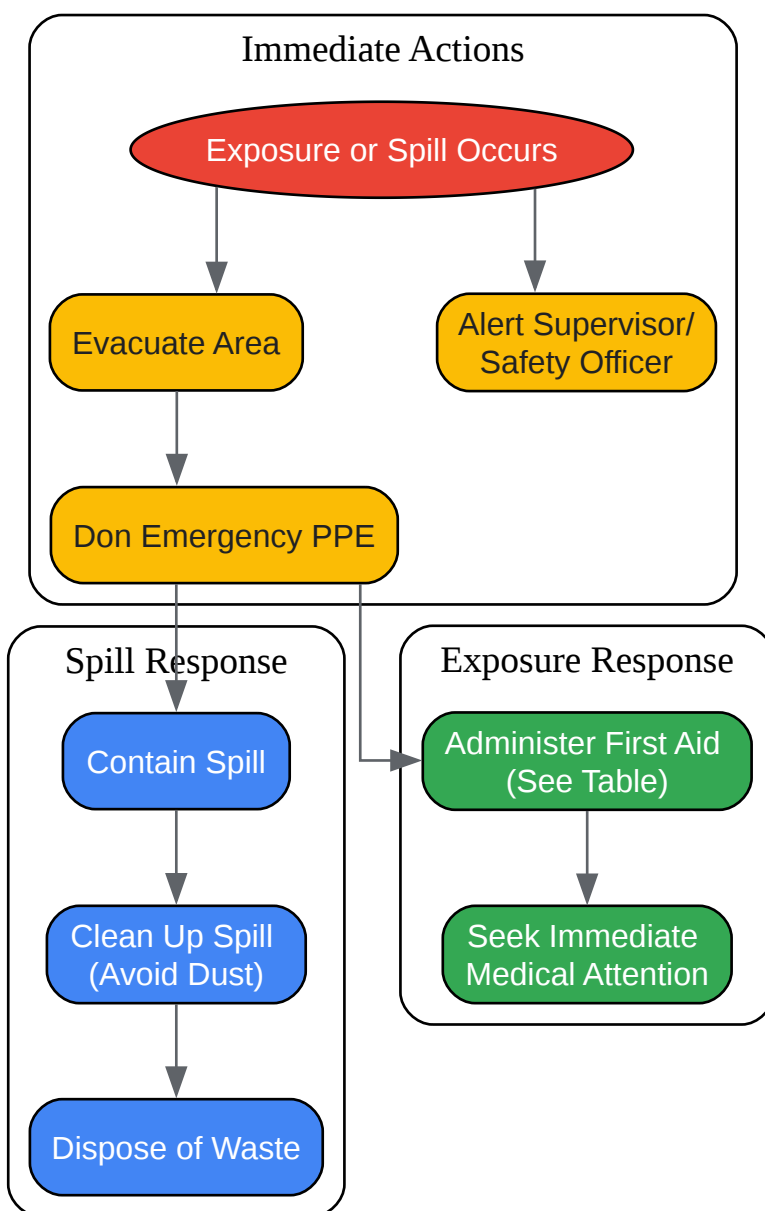 Immediate Actions
Exposure or Spill Occurs
Evacuate Area
Alert Supervisor/
Safety Officer
Don Emergency PPE
Spill Response
Contain Spill
Clean Up Spill
(Avoid Dust)
Dispose of Waste
Exposure Response
Administer First Aid
(See Table)
Seek Immediate
Medical Attention